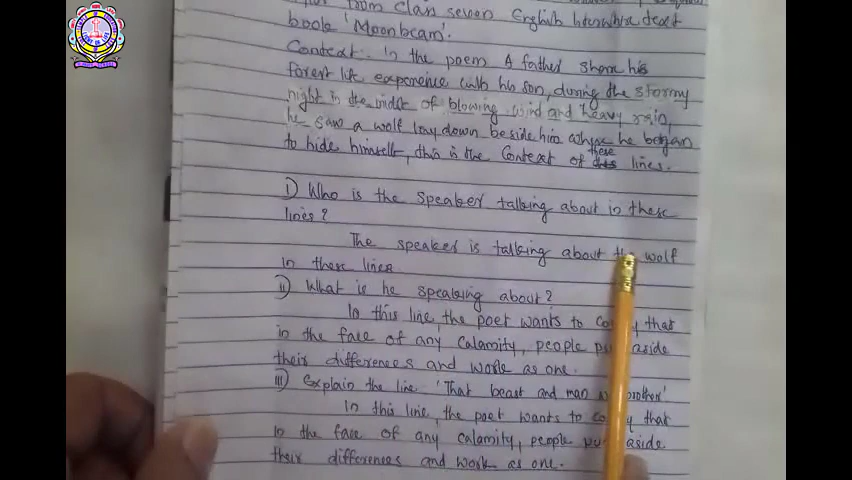 from Class seven English literature text
book 'Moonbeam'.
Context:- In the poem A father share his
forest life experience with his son, during the stormy
night in the midst of blowing wind and heavy rain,
he saw a wolf lay down beside him where he began
to hide himself, this is the Context of these lines.
i) Who is the speaker talking about in these
lines?
The speaker is talking about the wolf
in these lines
ii) What is he speaking about?
In this line, the poet wants to that
in the face of any calamity, people aside
their differences and work as one.
iii) Explain the line 'That beast and man brother'
In this line, the poet wants to that
in the face of any calamity, people aside
their differences and work as one.